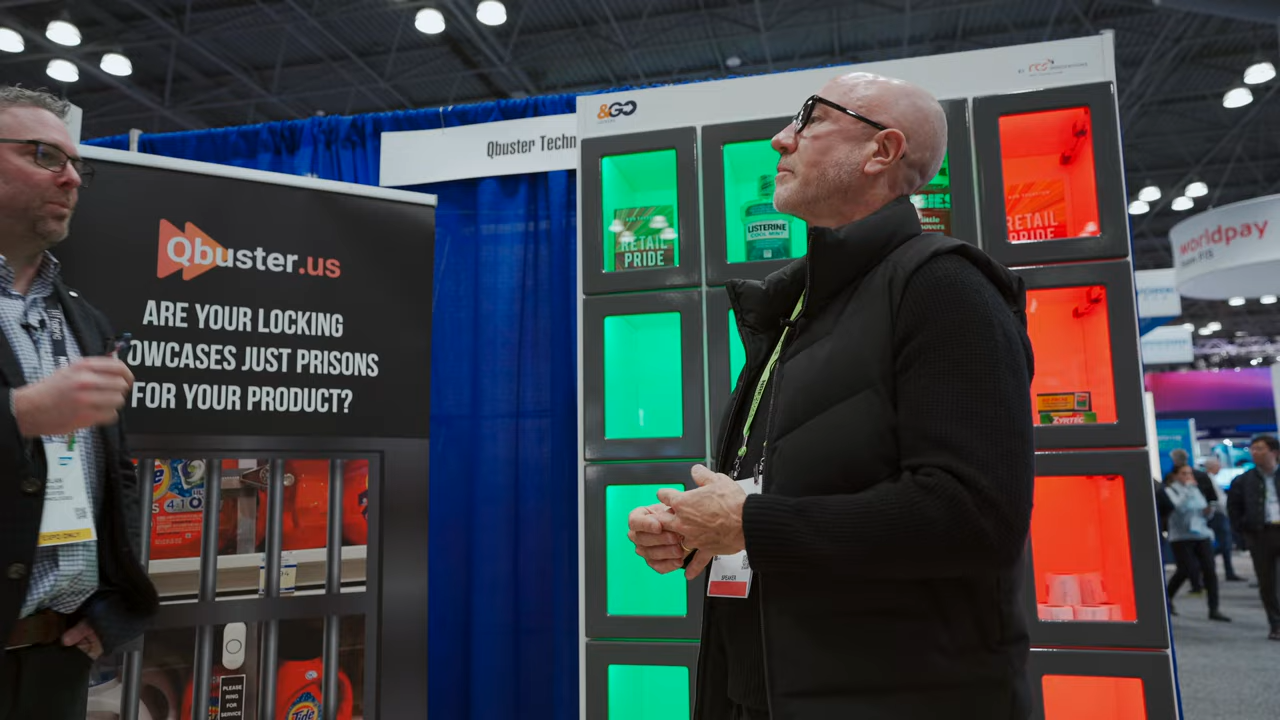 Qbuster.us
ARE YOUR LOCKING
OWCASES JUST PRISONS
FOR YOUR PRODUCT?
Tide
PLEASE
RING FOR
SERVICE
Qbuster Techn
&GO
RETAIL
PRIDE
LISTERINE
COOL MINT
RETAIL
PRIDE
ZYRTEC
SPEAKER
worldpay